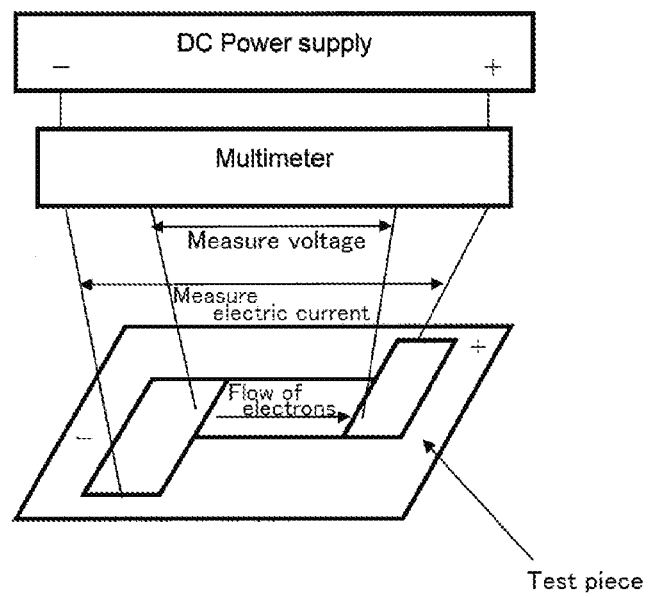 DC Power supply
− +
Multimeter
Measure voltage
Measure
electric current
+
Flow of
electrons
−
Test piece